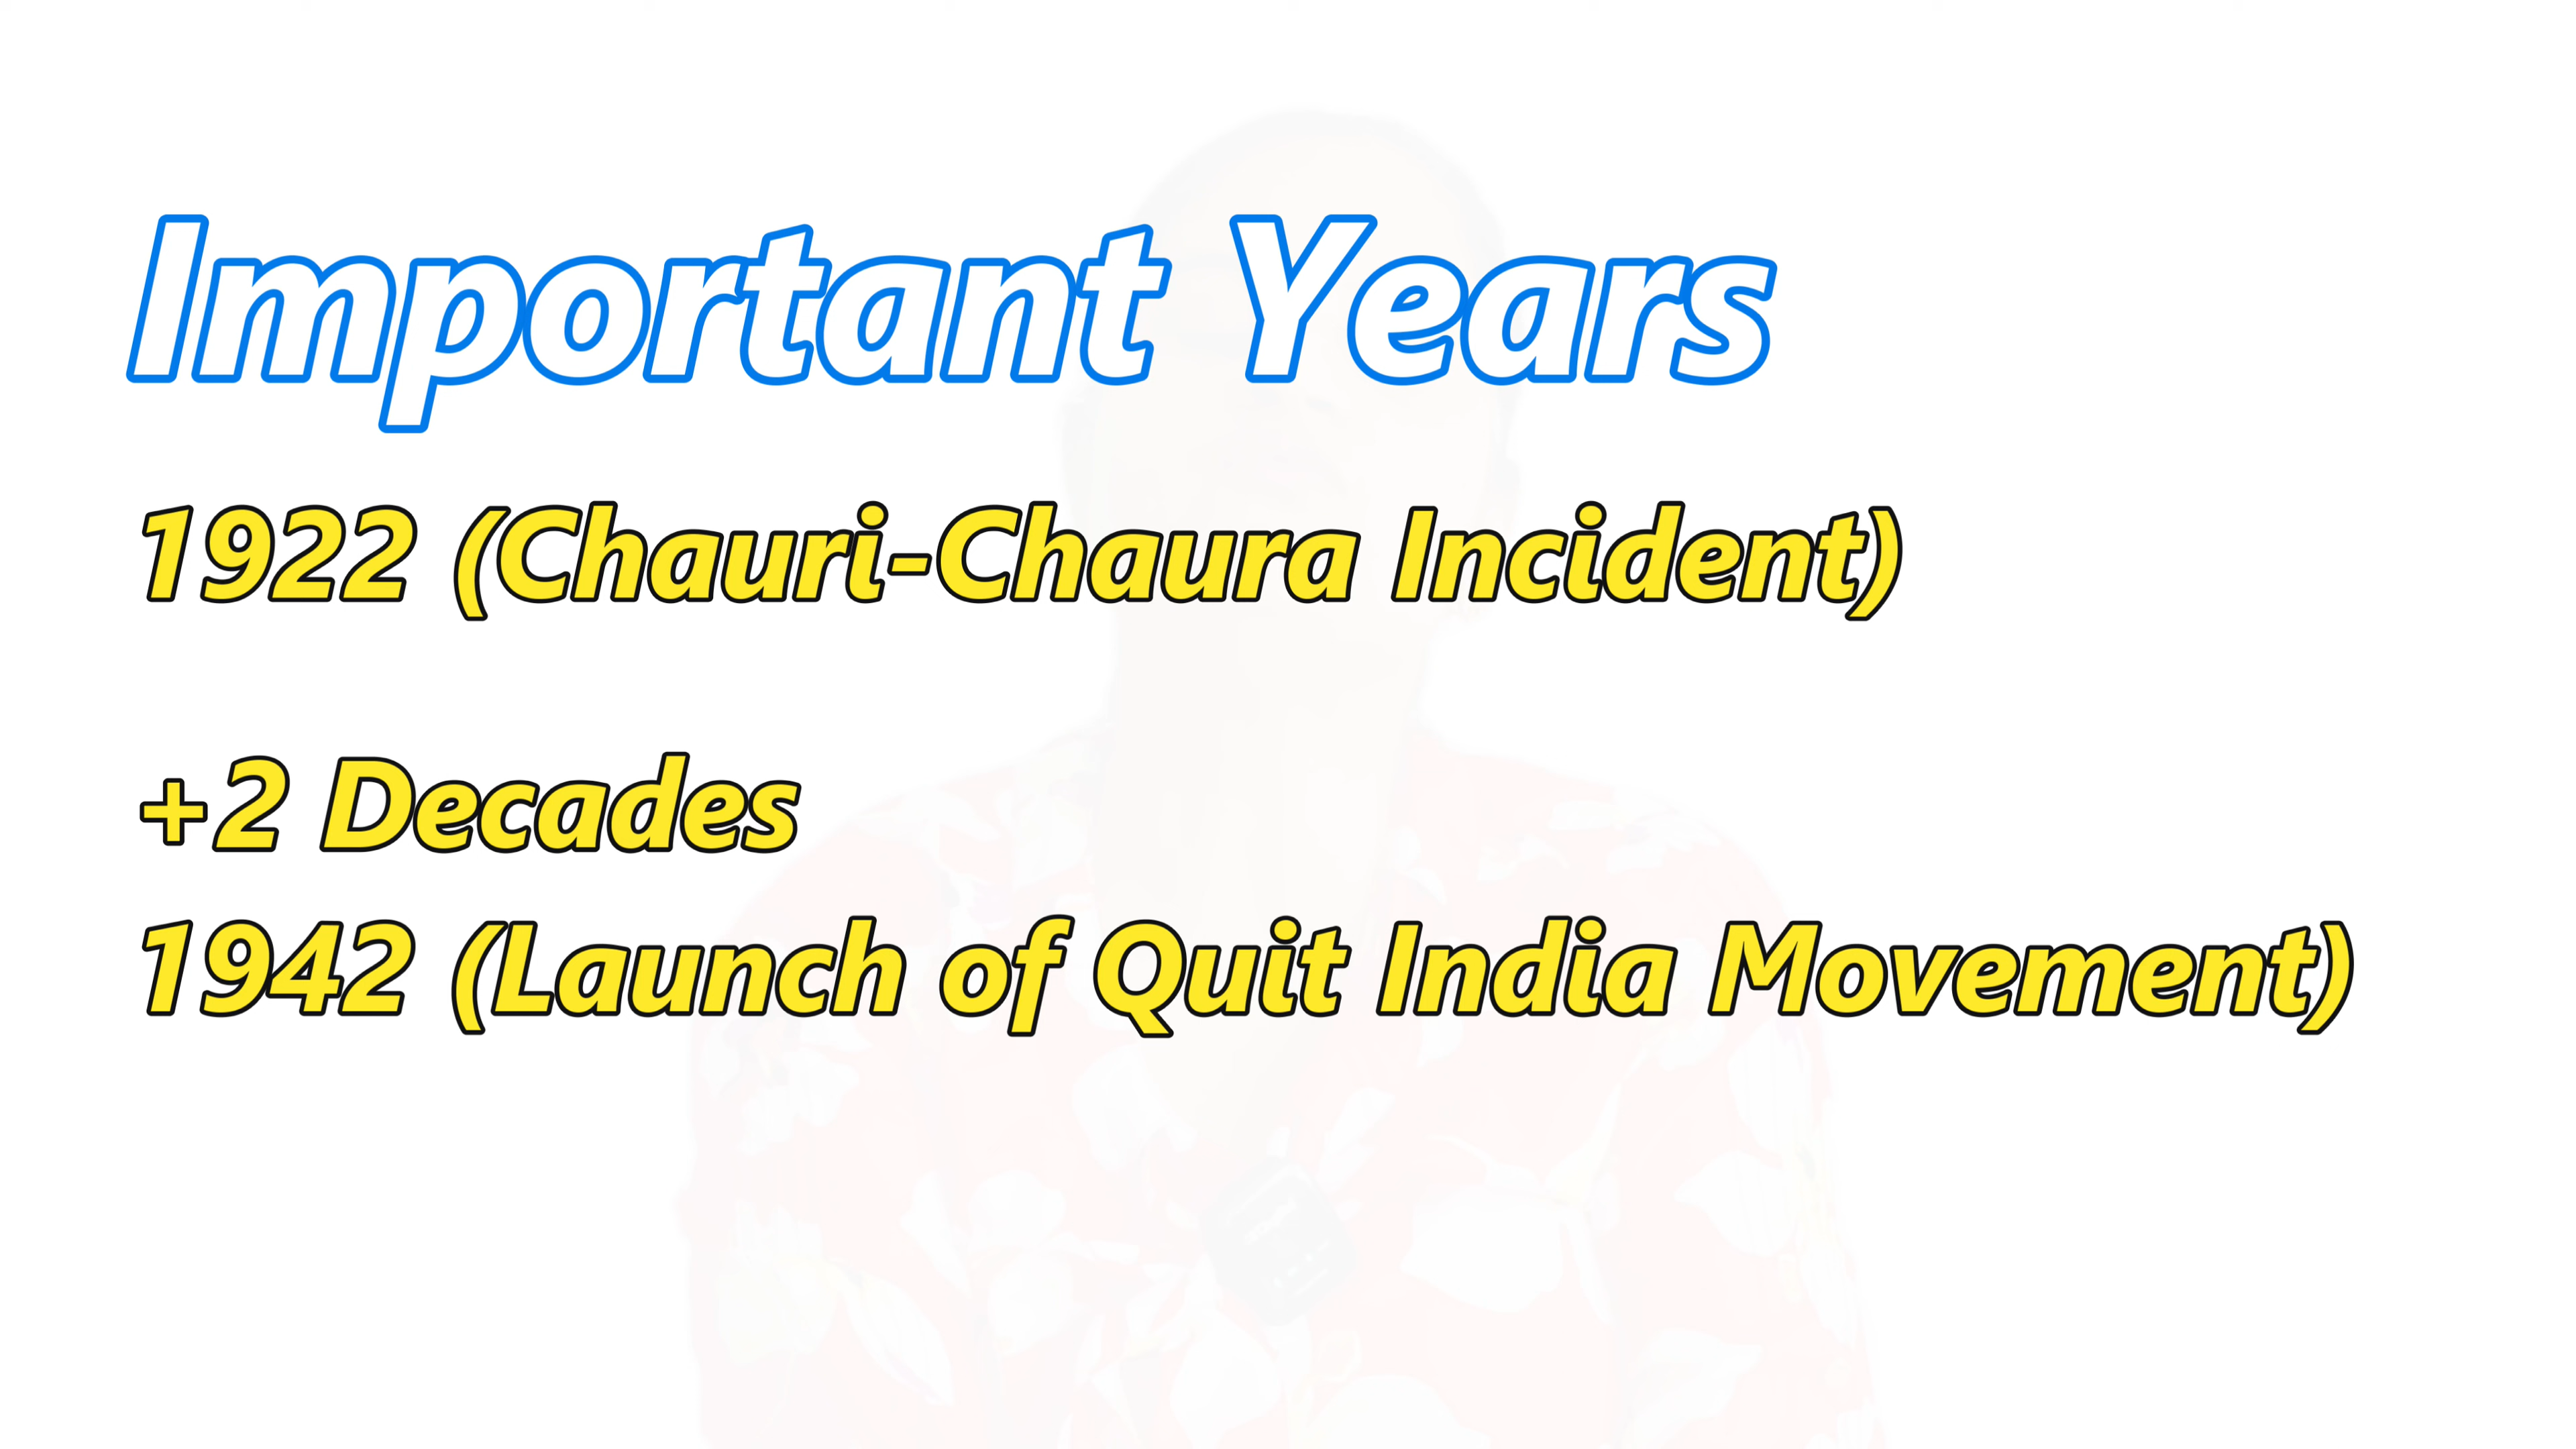 Important Years
1922 (Chauri-Chaura Incident)
+2 Decades
1942 (Launch of Quit India Movement)